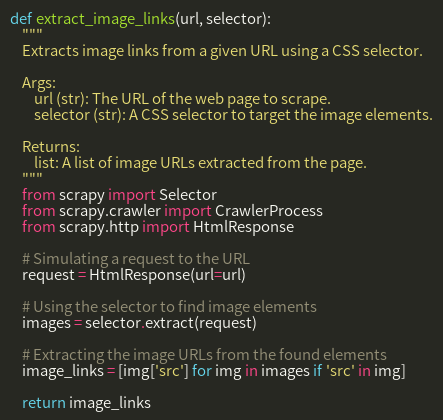 def extract_image_links(url, selector):
    """
    Extracts image links from a given URL using a CSS selector.

    Args:
        url (str): The URL of the web page to scrape.
        selector (str): A CSS selector to target the image elements.

    Returns:
        list: A list of image URLs extracted from the page.
    """
    from scrapy import Selector
    from scrapy.crawler import CrawlerProcess
    from scrapy.http import HtmlResponse

    # Simulating a request to the URL
    request = HtmlResponse(url=url)

    # Using the selector to find image elements
    images = selector.extract(request)

    # Extracting the image URLs from the found elements
    image_links = [img['src'] for img in images if 'src' in img]

    return image_links